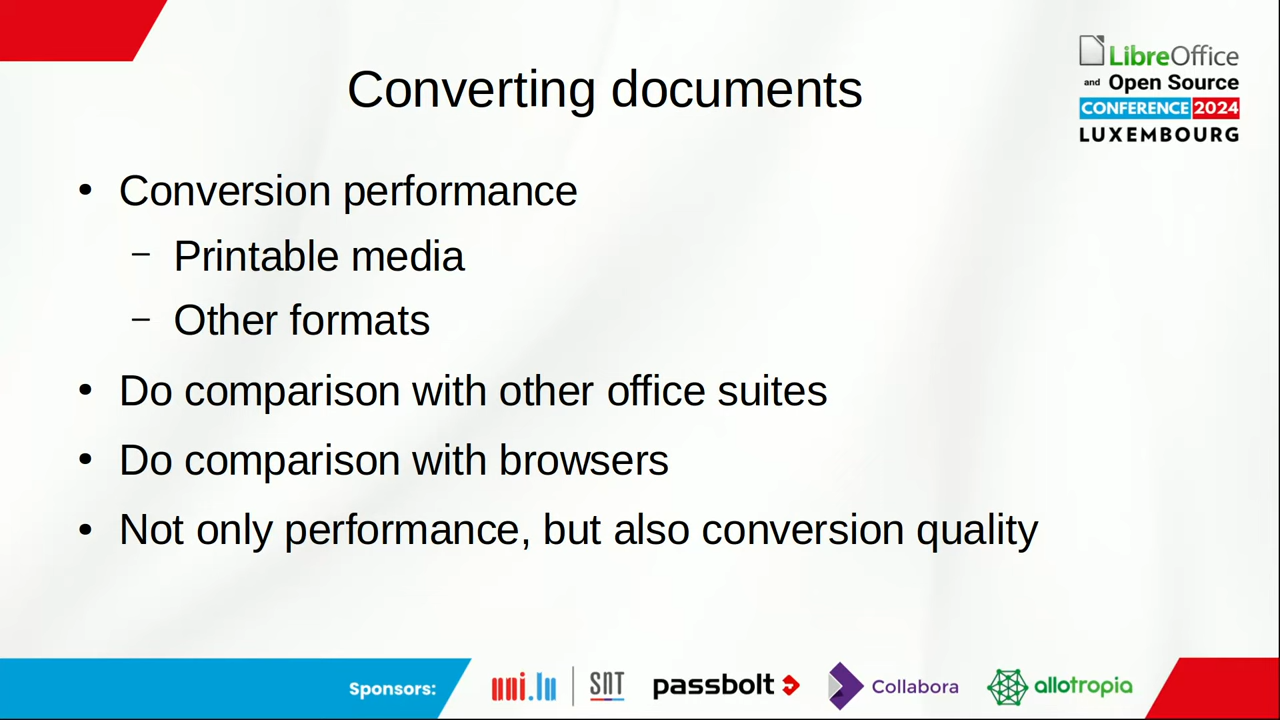 LibreOffice
and Open Source
CONFERENCE 2024
LUXEMBOURG
Converting documents
• Conversion performance
– Printable media
– Other formats
• Do comparison with other office suites
• Do comparison with browsers
• Not only performance, but also conversion quality
Sponsors: uni.lu SNT passbolt Collabora allotropia